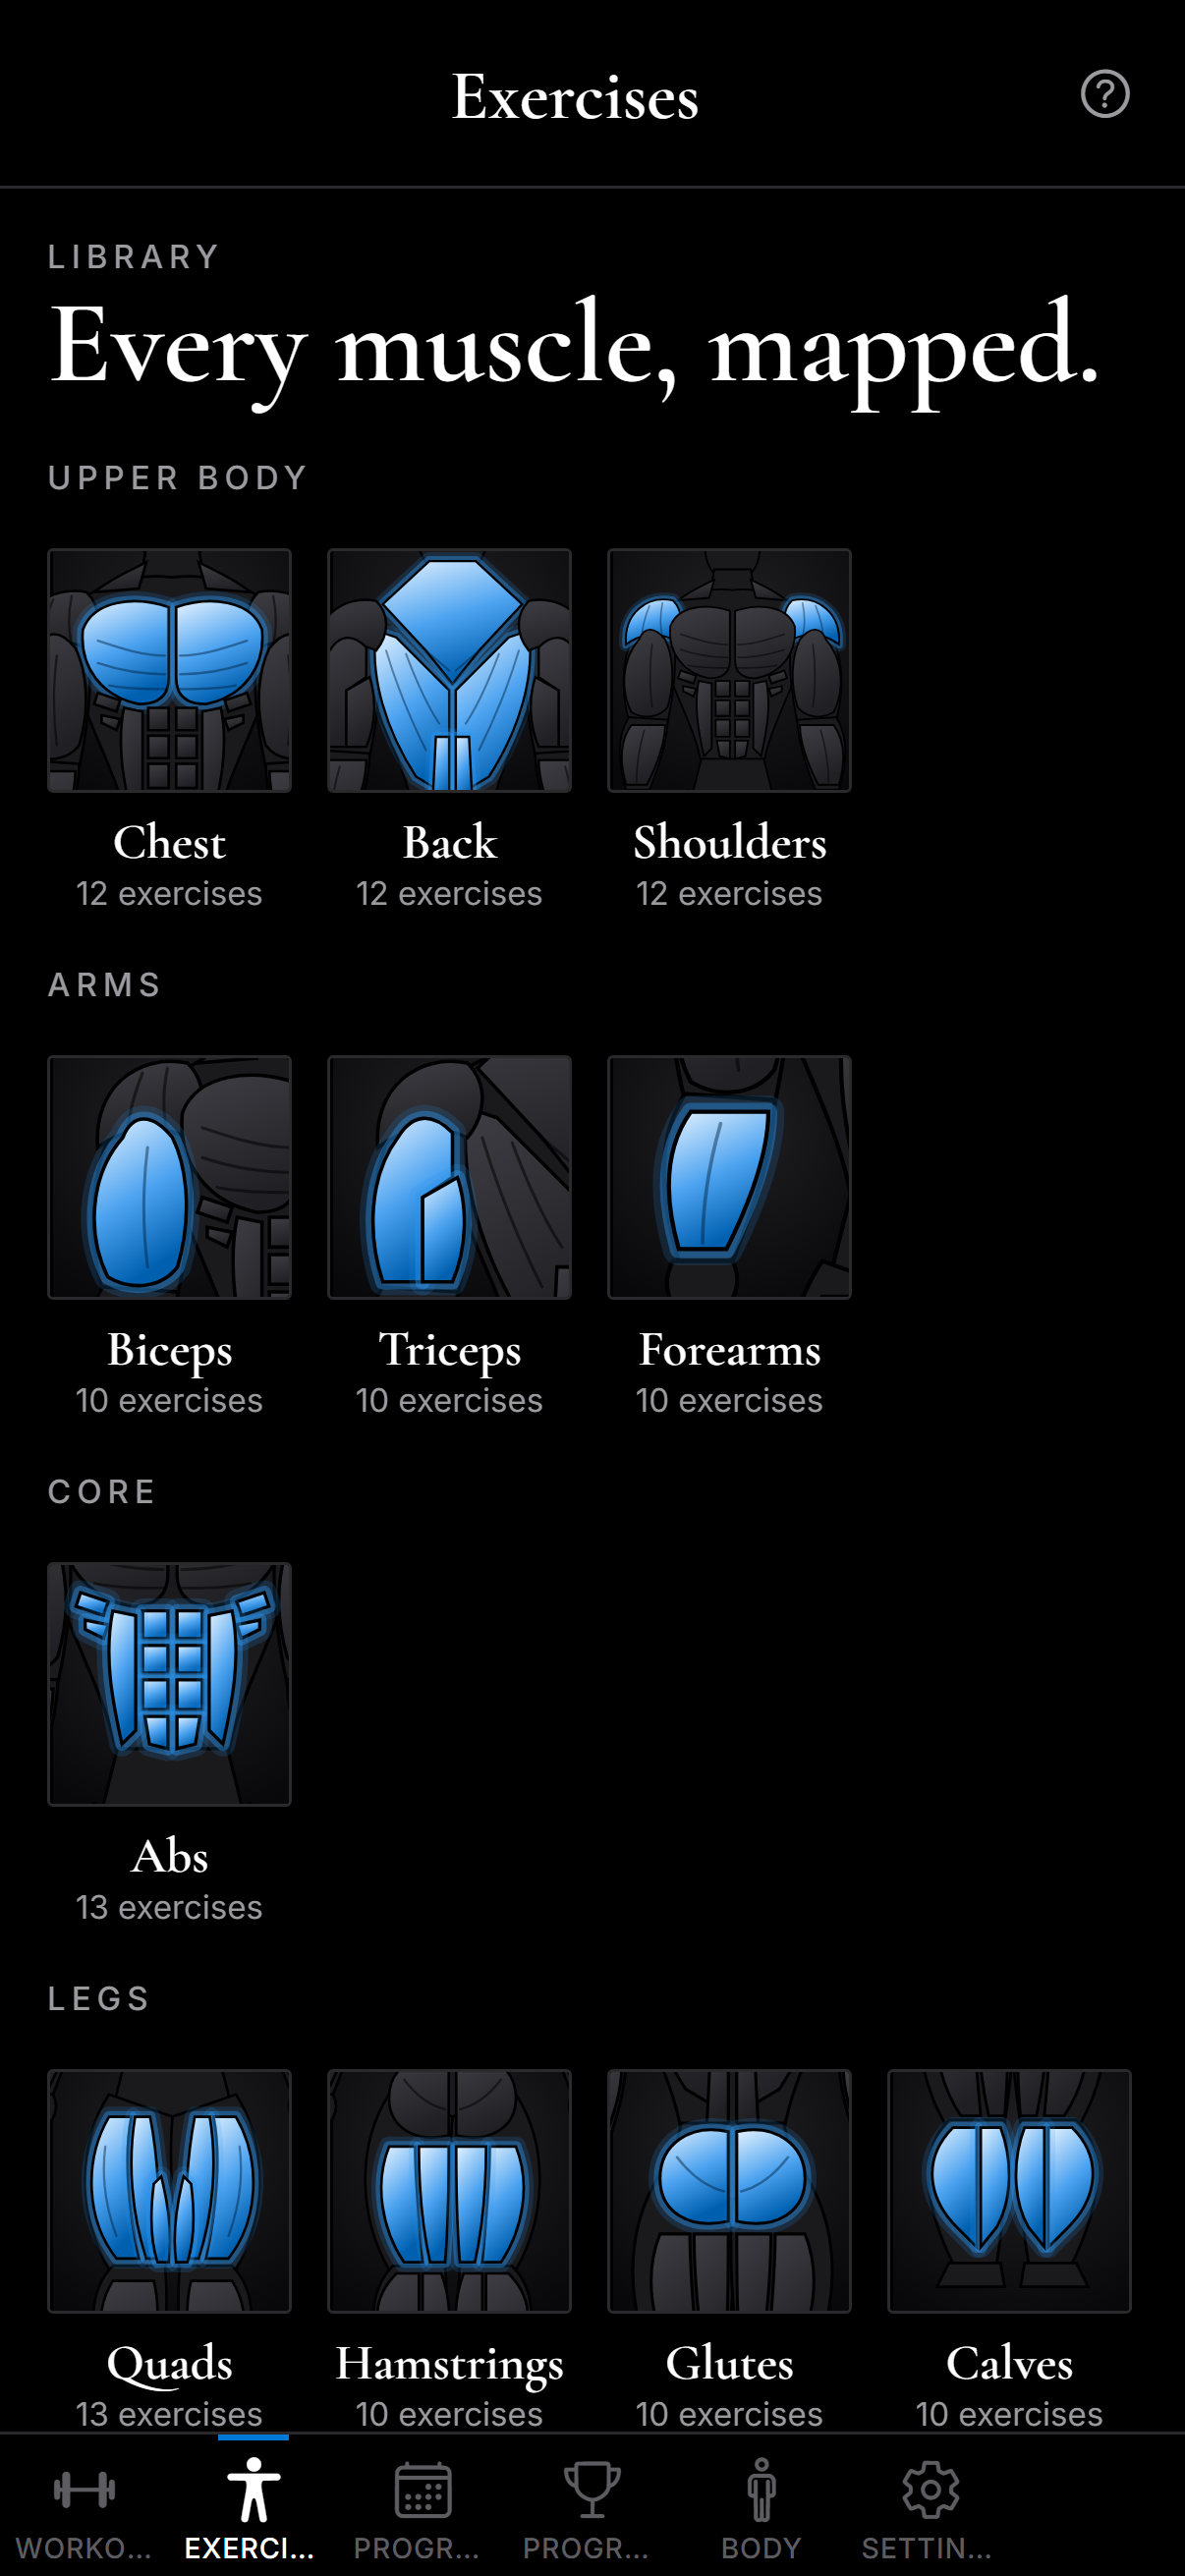 Exercises
LIBRARY
Every muscle, mapped.
UPPER BODY
Chest
12 exercises
Back
12 exercises
Shoulders
12 exercises
ARMS
Biceps
10 exercises
Triceps
10 exercises
Forearms
10 exercises
CORE
Abs
13 exercises
LEGS
Quads
13 exercises
Hamstrings
10 exercises
Glutes
10 exercises
Calves
10 exercises
WORKO...
EXERCI...
PROGR...
PROGR...
BODY
SETTIN...